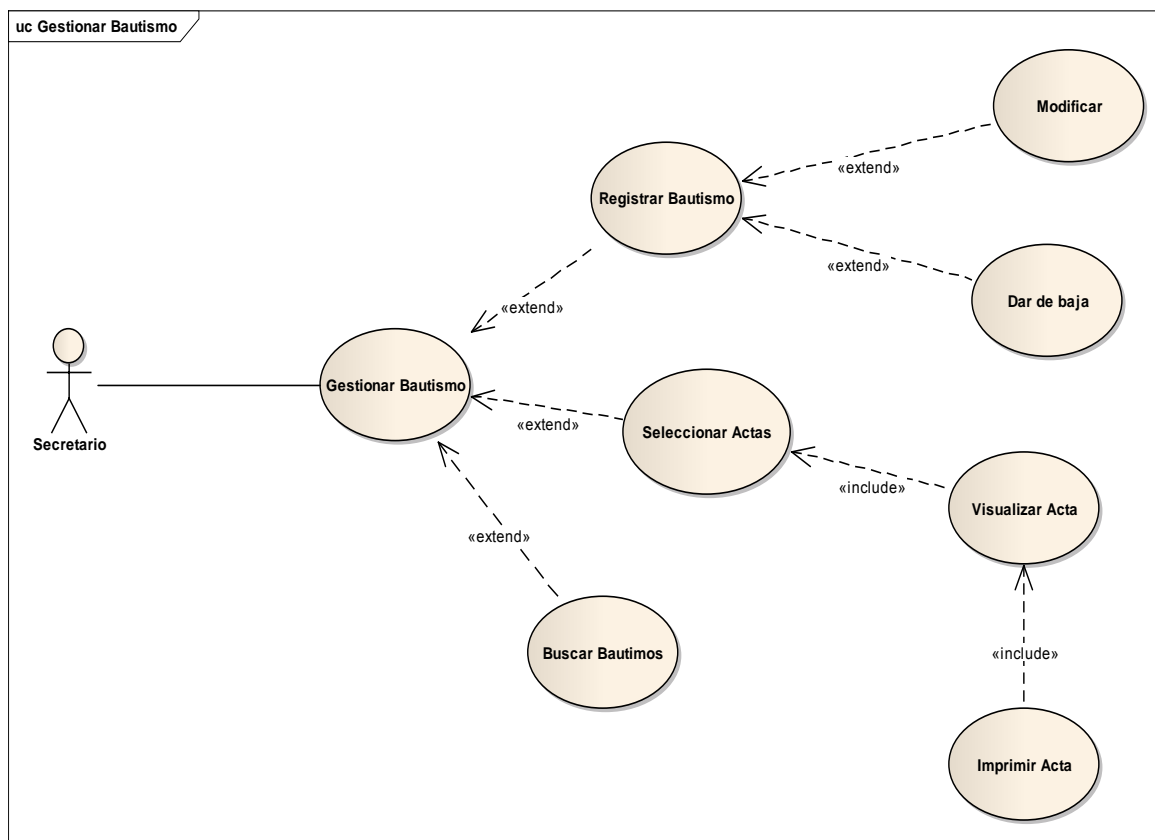 uc Gestionar Bautismo
Modificar
«extend»
Registrar Bautismo
«extend»
Dar de baja
«extend»
Gestionar Bautismo
Secretario
«extend»
Seleccionar Actas
«include»
Visualizar Acta
«extend»
Buscar Bautimos
«include»
Imprimir Acta